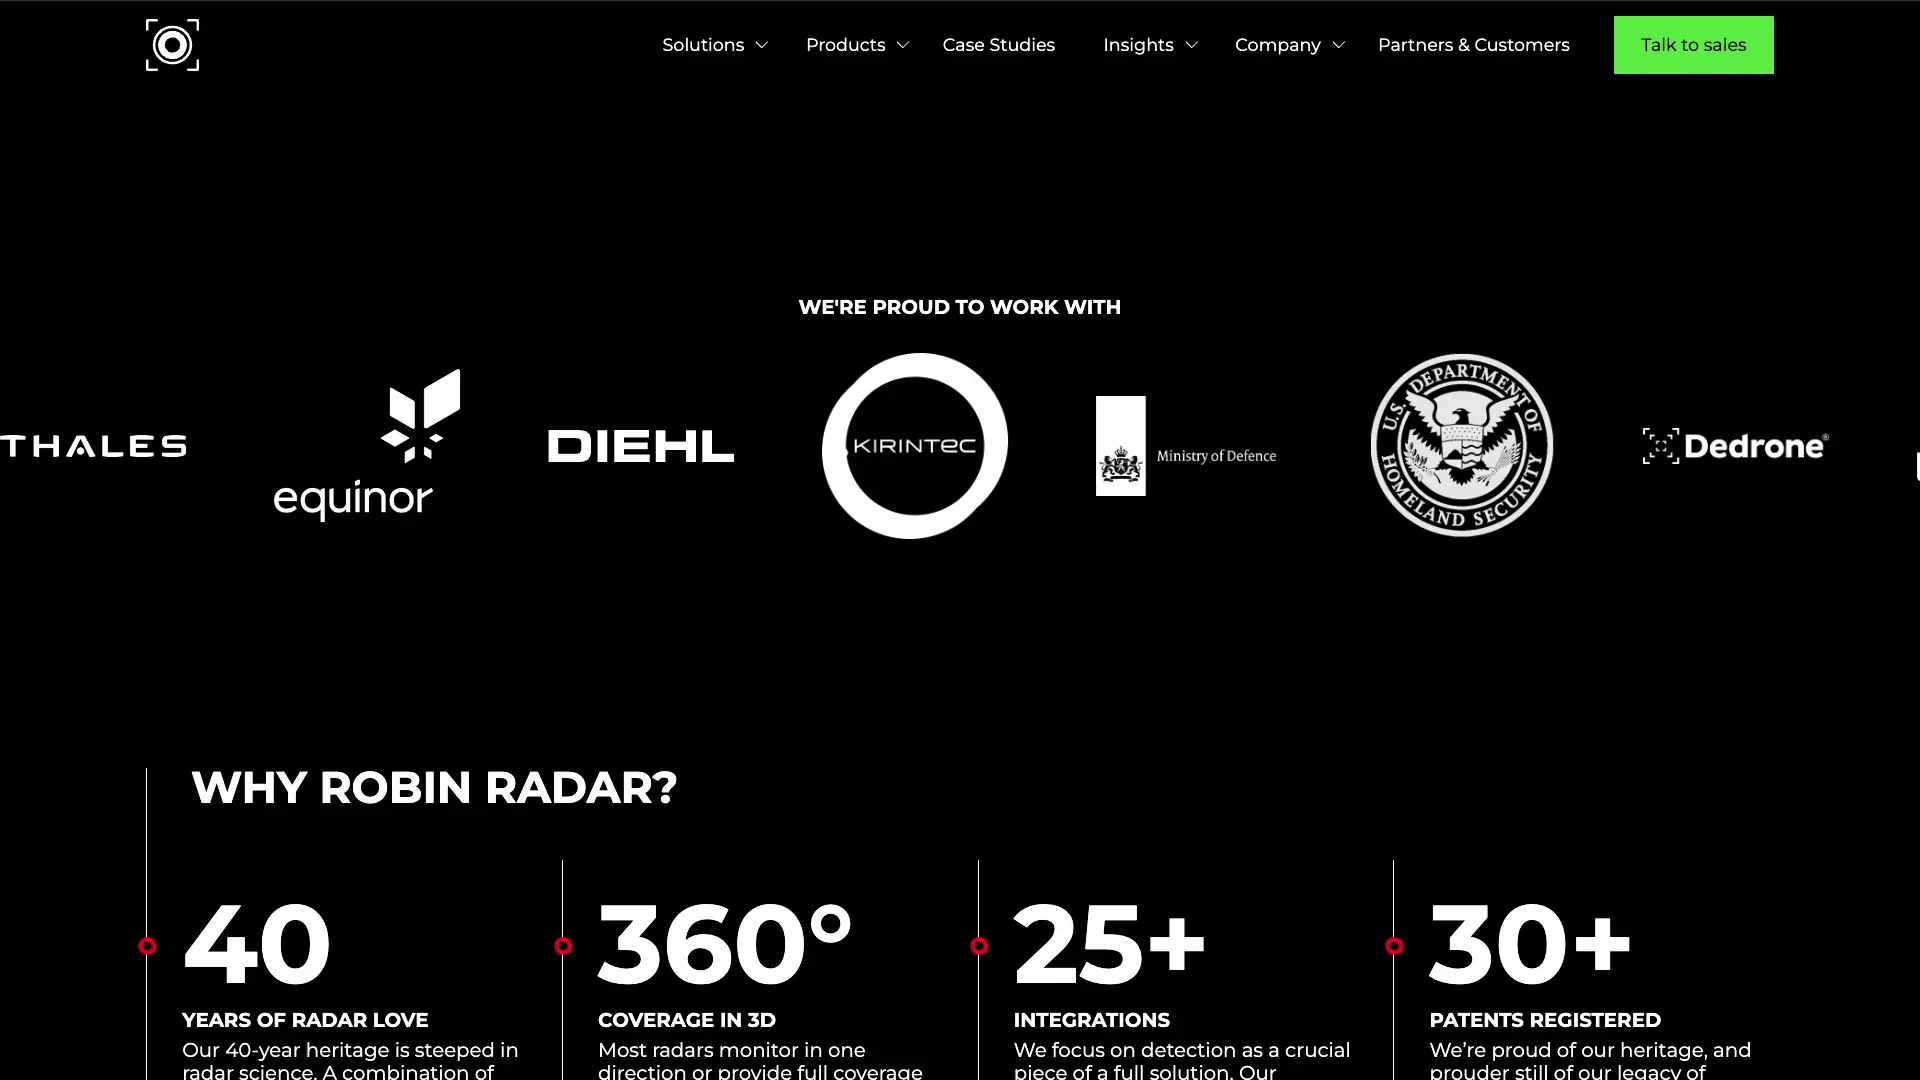 Solutions
Products
Case Studies
Insights
Company
Partners & Customers
Talk to sales
WE'RE PROUD TO WORK WITH
THALES
equinor
DIEHL
KIRINTEC
Ministry of Defence
U.S. DEPARTMENT OF
HOMELAND SECURITY
Dedrone®
WHY ROBIN RADAR?
40
YEARS OF RADAR LOVE
Our 40-year heritage is steeped in
radar science. A combination of
360°
COVERAGE IN 3D
Most radars monitor in one
direction or provide full coverage
25+
INTEGRATIONS
We focus on detection as a crucial
piece of a full solution. Our
30+
PATENTS REGISTERED
We’re proud of our heritage, and
prouder still of our legacy of